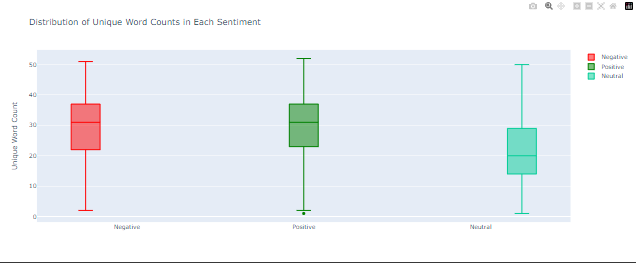 Distribution of Unique Word Counts in Each Sentiment
Unique Word Count
50
40
30
20
10
0
Negative
Positive
Neutral
Negative
Positive
Neutral